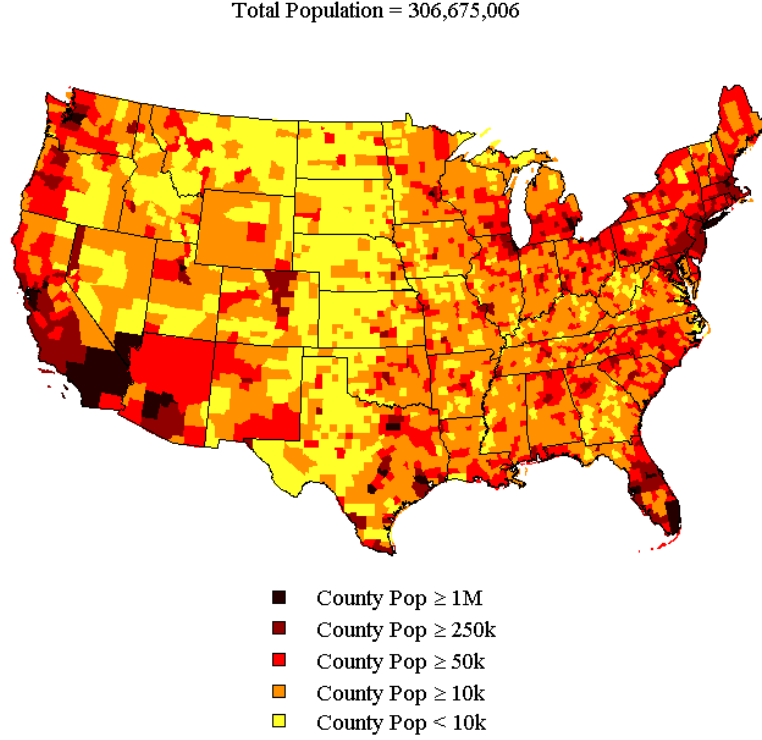 Total Population = 306,675,006
County Pop ≥ 1M
County Pop ≥ 250k
County Pop ≥ 50k
County Pop ≥ 10k
County Pop < 10k